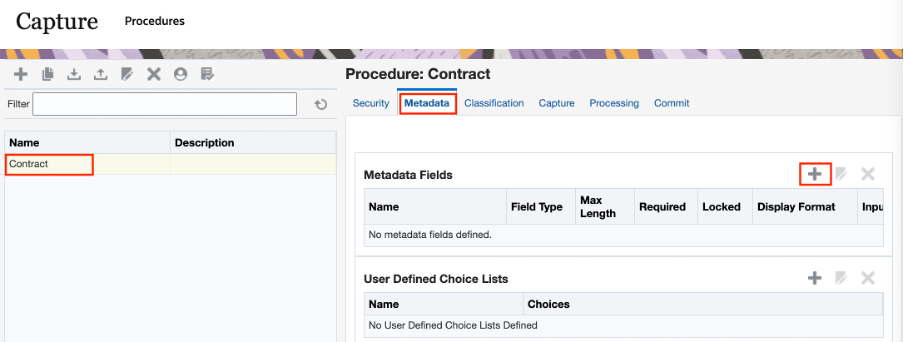 Capture Procedures
Procedure: Contract
Filter
Security Metadata Classification Capture Processing Commit
Name Description
Contract
Metadata Fields
Name Field Type Max Length Required Locked Display Format Inpu
No metadata fields defined.
User Defined Choice Lists
Name Choices
No User Defined Choice Lists Defined